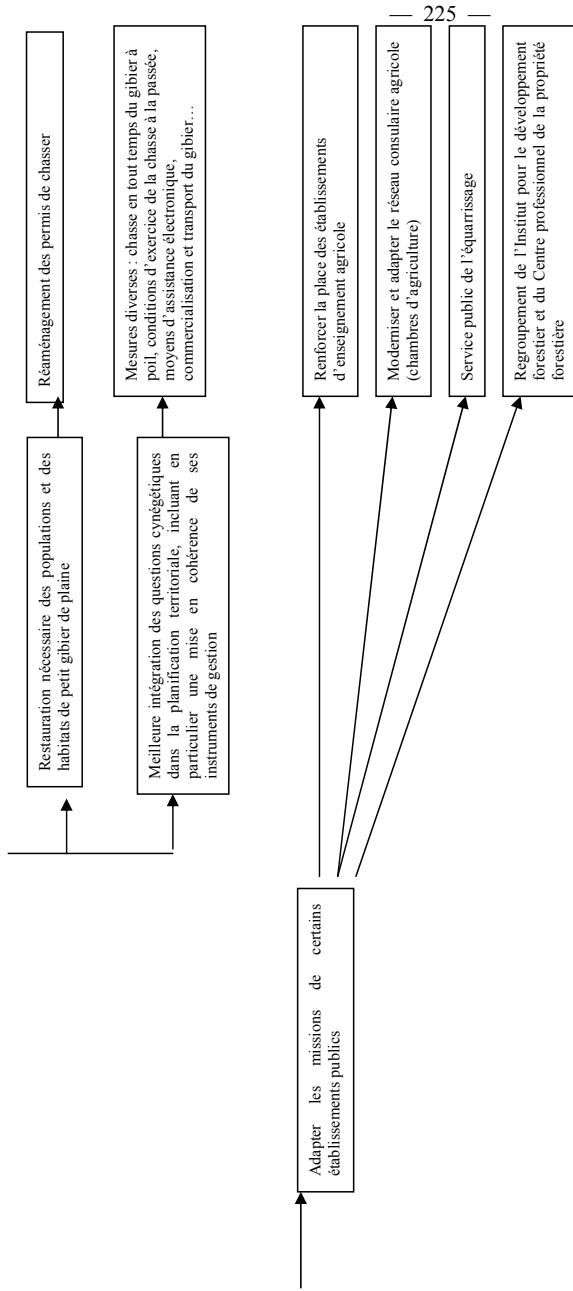 — 225 —
Restauration nécessaire des populations et des
habitats de petit gibier de plaine
Réaménagement des permis de chasser
Meilleure intégration des questions cynégétiques
dans la planification territoriale, incluant en
particulier une mise en cohérence de ses
instruments de gestion
Mesures diverses : chasse en tout temps du gibier à
poil, conditions d’exercice de la chasse à la passée,
moyens d’assistance électronique,
commercialisation et transport du gibier…
Adapter les missions de certains
établissements publics
Renforcer la place des établissements
d’enseignement agricole
Moderniser et adapter le réseau consulaire agricole
(chambres d’agriculture)
Service public de l’équarrissage
Regroupement de l’Institut pour le développement
forestier et du Centre professionnel de la propriété
forestière